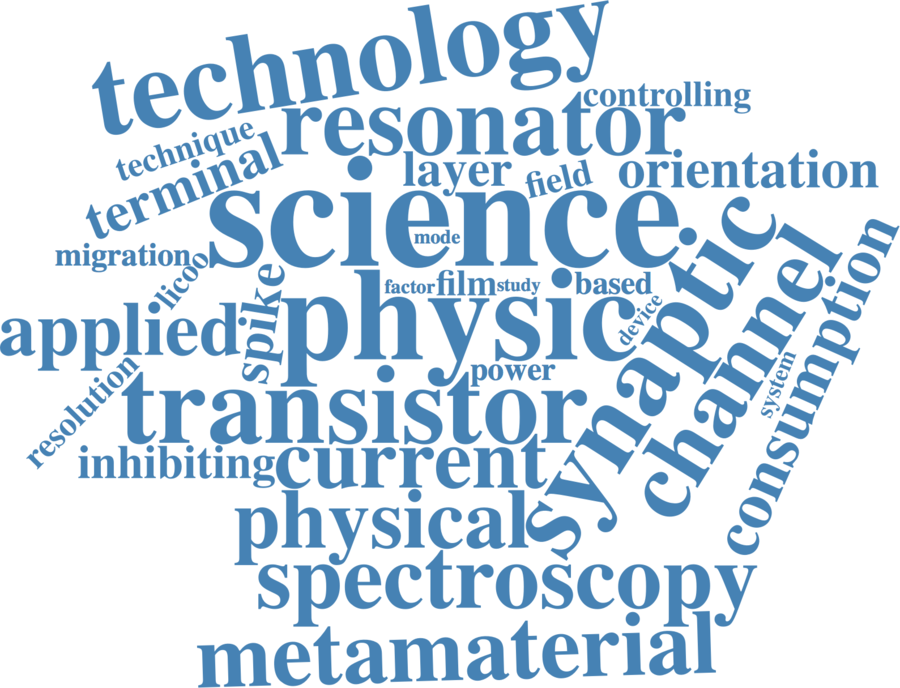 technology
controlling
resonator
technique
terminal
layer
field
orientation
science
mode
migration
licoo
spike
factor
film
study
based
synaptic
channel
consumption
applied
physic
device
resolution
power
system
transistor
inhibiting
current
physical
spectroscopy
metamaterial